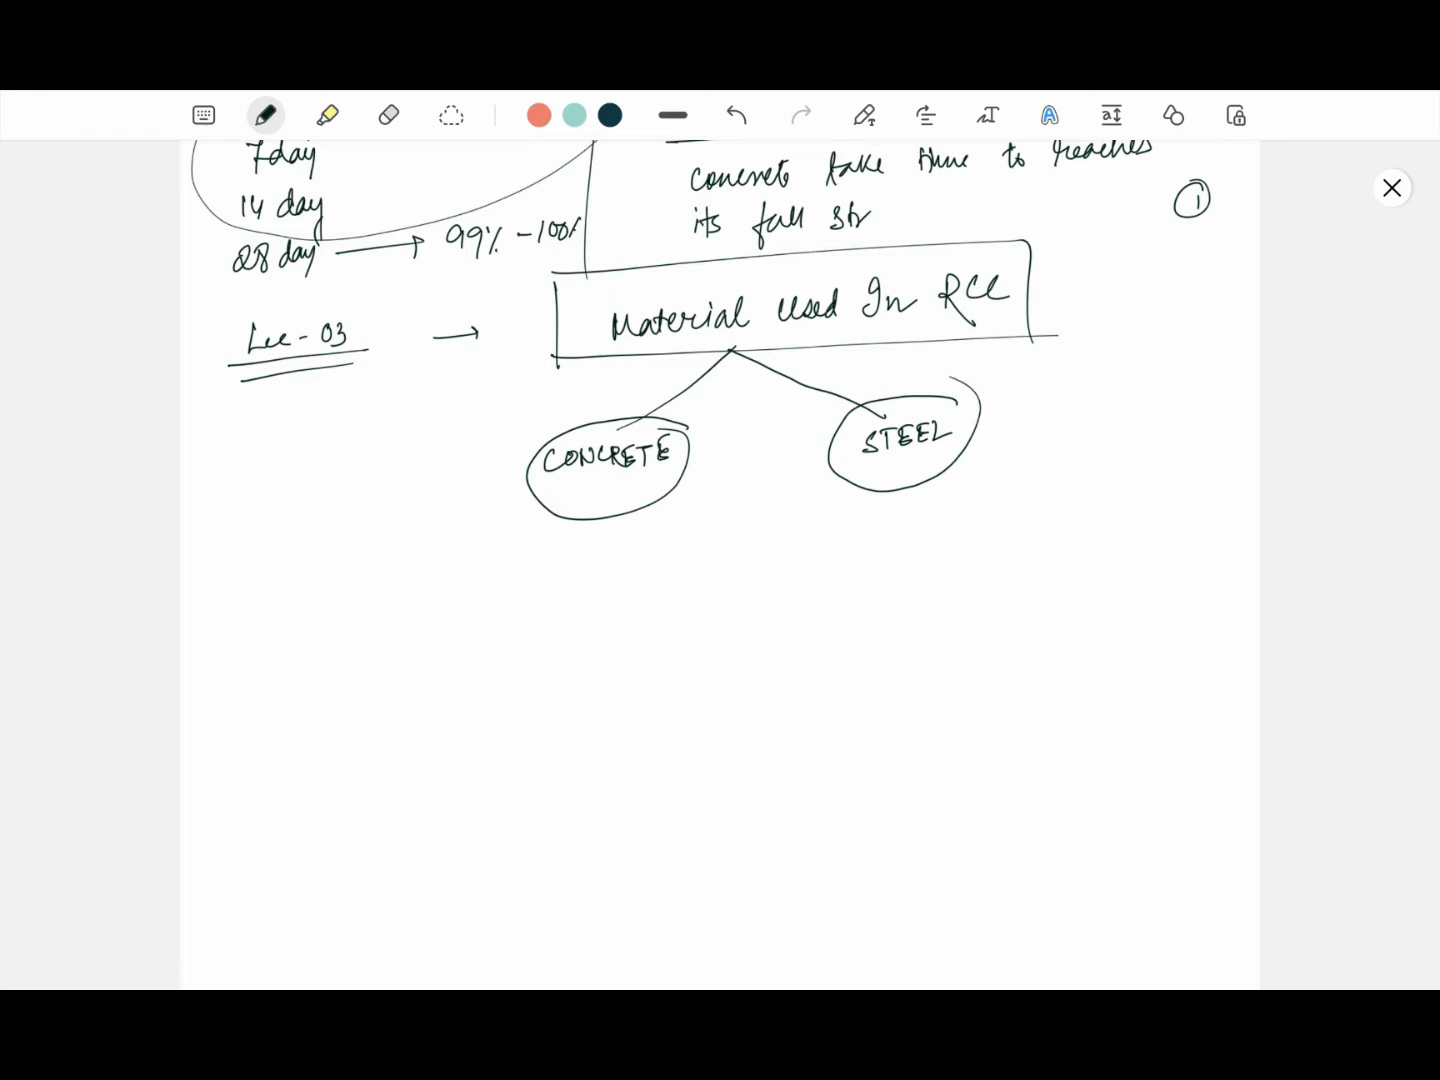 7day
14 day
28 day → 99% - 100%
concrete take time to reaches
its full str
①
Lec - 03 → Material Used In RCC
CONCRETE
STEEL